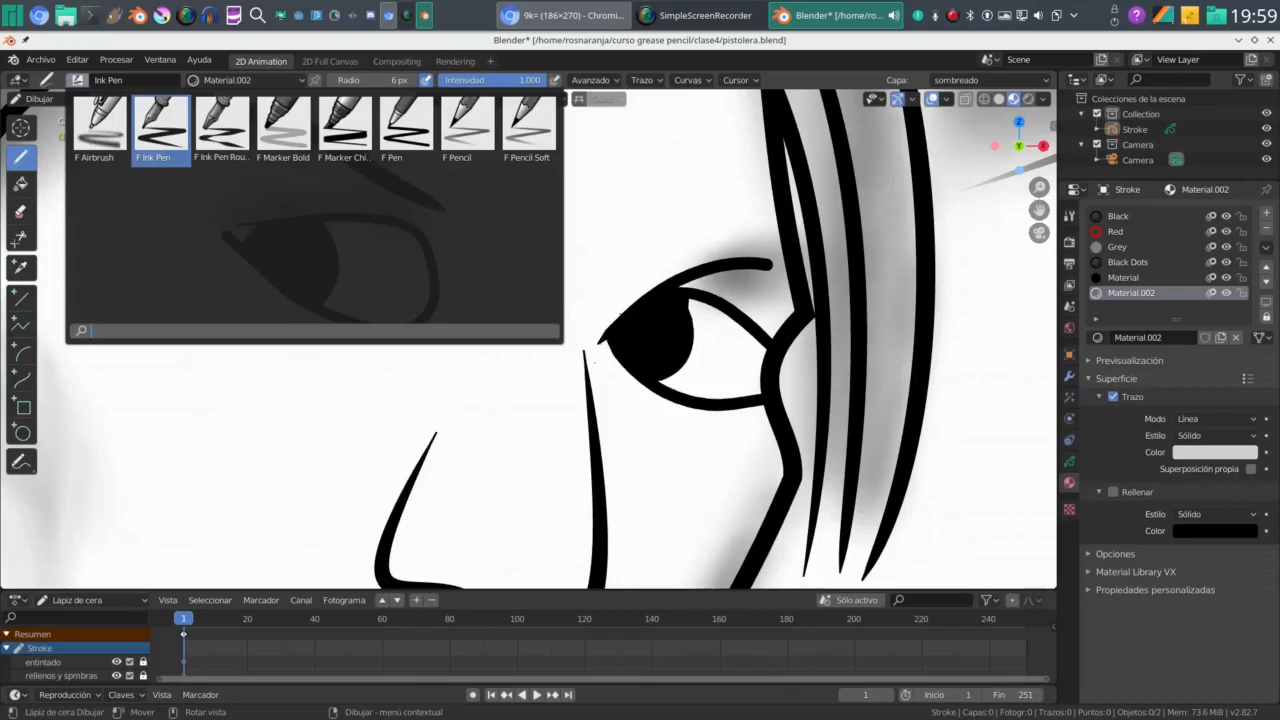 9k= (186×270) - Chromi...
SimpleScreenRecorder
Blender* [/home/ro...
19:59
Blender* [/home/rosnaranja/curso grease pencil/clase4/pistolera.blend]
Archivo
Editar
Procesar
Ventana
Ayuda
2D Animation
2D Full Canvas
Compositing
Rendering
+
Scene
View Layer
Ink Pen
Material.002
Radio
6 px
Intensidad
1.000
Avanzado
Trazo
Curvas
Cursor
Capa:
sombreado
Dibujar
F Airbrush
F Ink Pen
F Ink Pen Rou...
F Marker Bold
F Marker Chi...
F Pen
F Pencil
F Pencil Soft
Colecciones de la escena
Collection
Stroke
Camera
Camera
Z
Y
X
Stroke
Material.002
Black
Red
Grey
Black Dots
Material
Material.002
Material.002
Previsualización
Superficie
Trazo
Modo
Línea
Estilo
Sólido
Color
Superposición propia
Rellenar
Estilo
Sólido
Color
Opciones
Material Library VX
Propiedades personalizadas
Lápiz de cera
Vista
Seleccionar
Marcador
Canal
Fotograma
Sólo activo
1
20
40
60
80
100
120
140
160
180
200
220
240
Resumen
Stroke
entintado
rellenos y spmbras
Reproducción
Claves
Vista
Marcador
1
Inicio
1
Fin
251
Lápiz de cera Dibujar
Mover
Rotar vista
Dibujar - menú contextual
Stroke | Capas:0 | Fotogr:0 | Trazos:0 | Puntos:0 | Objetos:0/2 | Mem: 73.6 MiB | v2.82.7